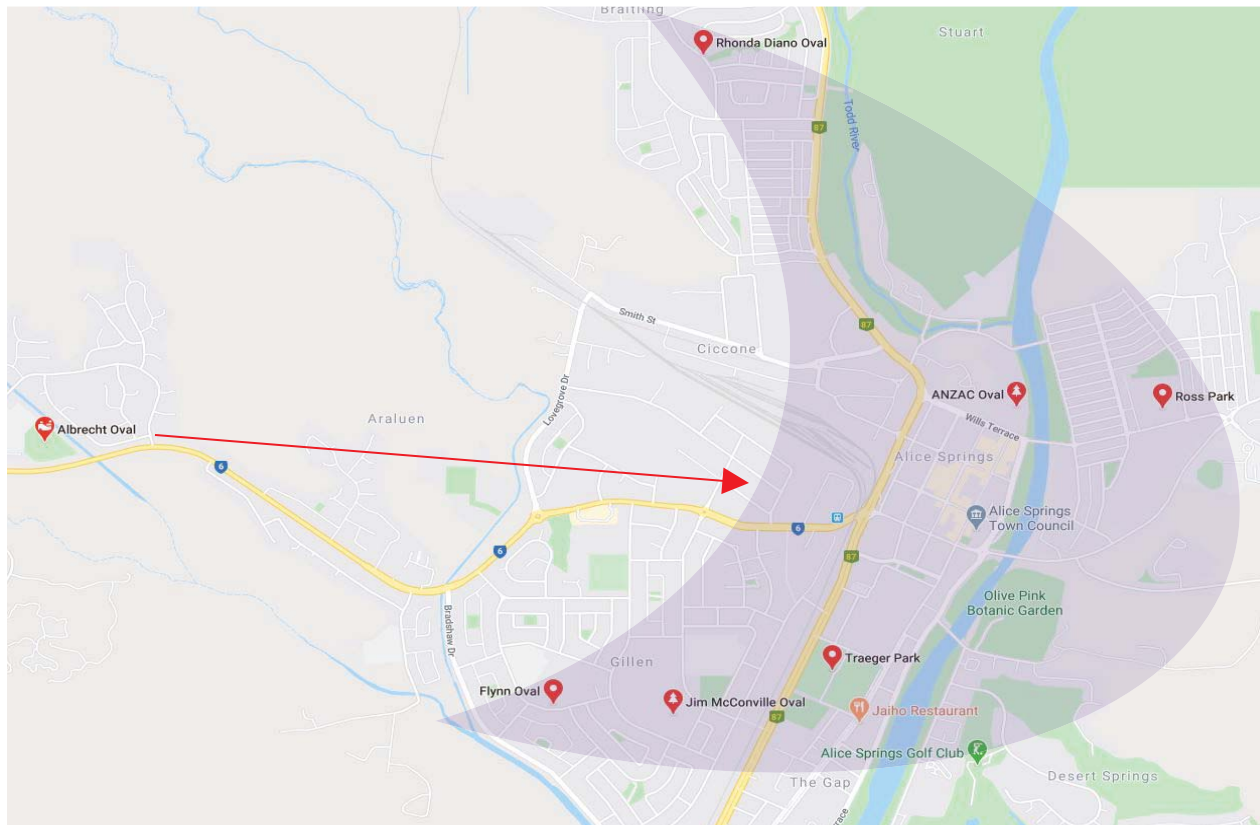 Braitling
Rhonda Diano Oval
Stuart
87
Todd River
87
Smith St
Ciccone
Lovegrove Dr
ANZAC Oval
Ross Park
Albrecht Oval
Araluen
Wills Terrace
Alice Springs
6
Alice Springs
Town Council
6
6
87
Olive Pink
Botanic Garden
Bradshaw Dr
Gillen
Traeger Park
Flynn Oval
Jim McConville Oval
Jaiho Restaurant
87
Alice Springs Golf Club
Desert Springs
The Gap